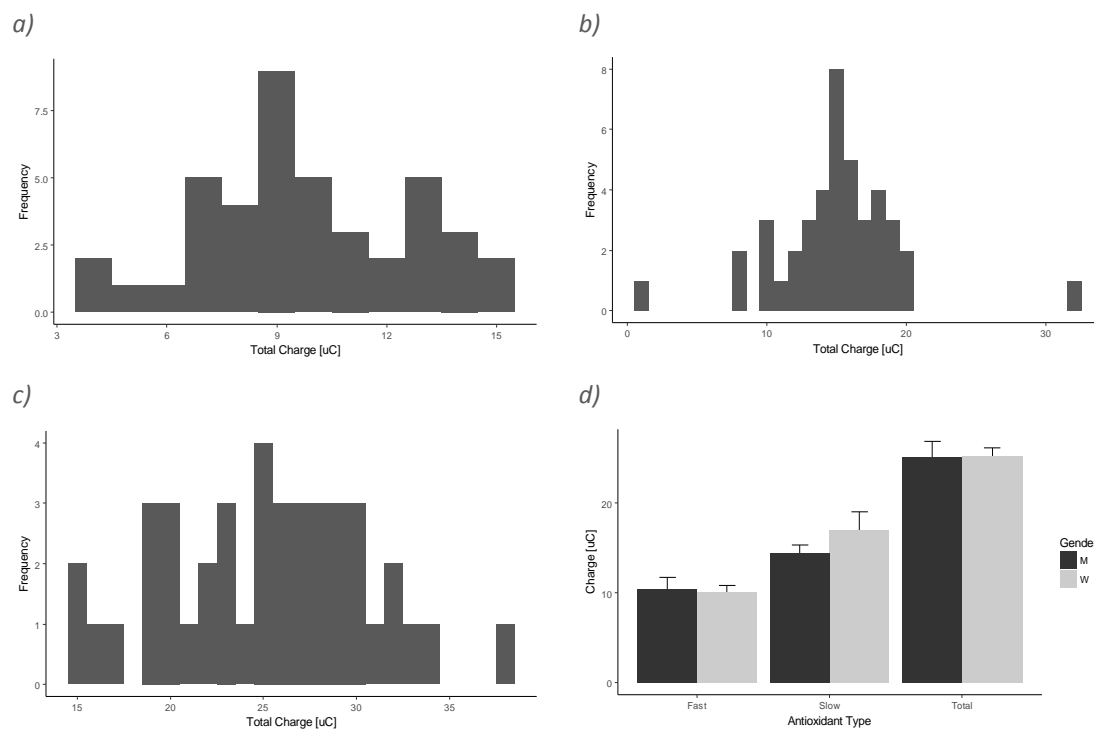 a)
7.5
5.0
2.5
0.0
Frequency
3
6
9
12
15
Total Charge [uC]
b)
8
6
4
2
0
Frequency
0
10
20
30
Total Charge [uC]
c)
4
3
2
1
0
Frequency
15
20
25
30
35
Total Charge [uC]
d)
20
10
0
Charge [uC]
Fast
Slow
Total
Antioxidant Type
Gende
M
W